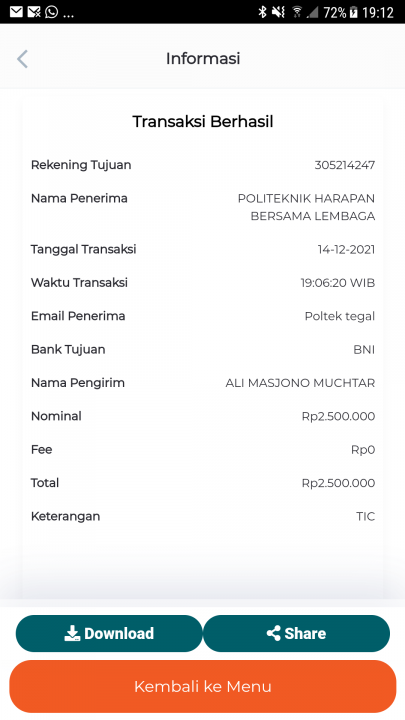 ... 72% 19:12
Informasi
Transaksi Berhasil
Rekening Tujuan 305214247
Nama Penerima POLITEKNIK HARAPAN
BERSAMA LEMBAGA
Tanggal Transaksi 14-12-2021
Waktu Transaksi 19:06:20 WIB
Email Penerima Poltek tegal
Bank Tujuan BNI
Nama Pengirim ALI MASJONO MUCHTAR
Nominal Rp2.500.000
Fee Rp0
Total Rp2.500.000
Keterangan TIC
Download Share
Kembali ke Menu